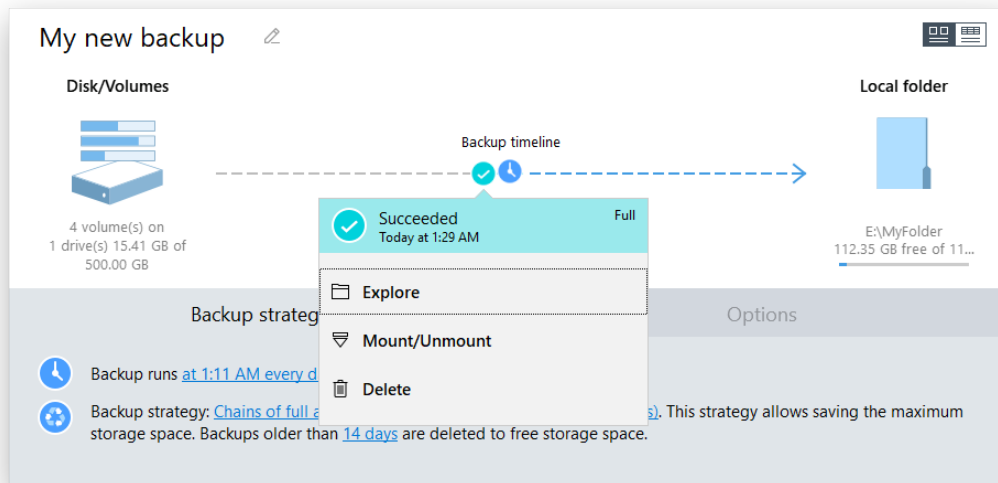 My new backup
Disk/Volumes
Local folder
Backup timeline
4 volume(s) on
1 drive(s) 15.41 GB of
500.00 GB
Succeeded
Full
Today at 1:29 AM
E:\MyFolder
112.35 GB free of 11...
Explore
Backup strateg
Options
Mount/Unmount
Backup runs at 1:11 AM every d
Delete
Backup strategy: Chains of full a s). This strategy allows saving the maximum
storage space. Backups older than 14 days are deleted to free storage space.